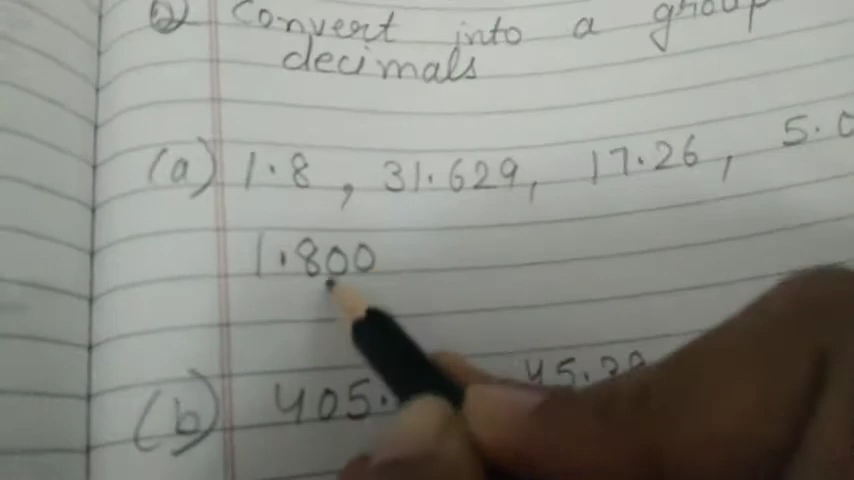 Convert into a group
decimals
(a) 1.8 , 31.629, 17.26 ,
1.800
(b) 405.